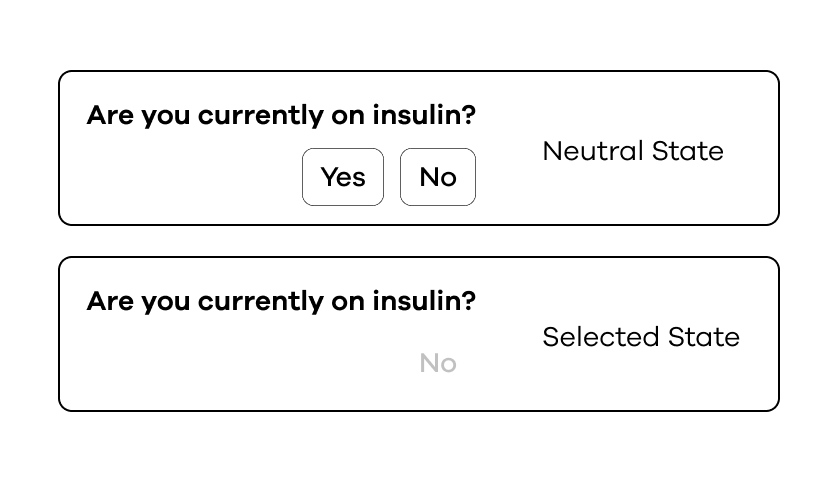 Are you currently on insulin?
Neutral State
Yes No
Are you currently on insulin?
Selected State
No